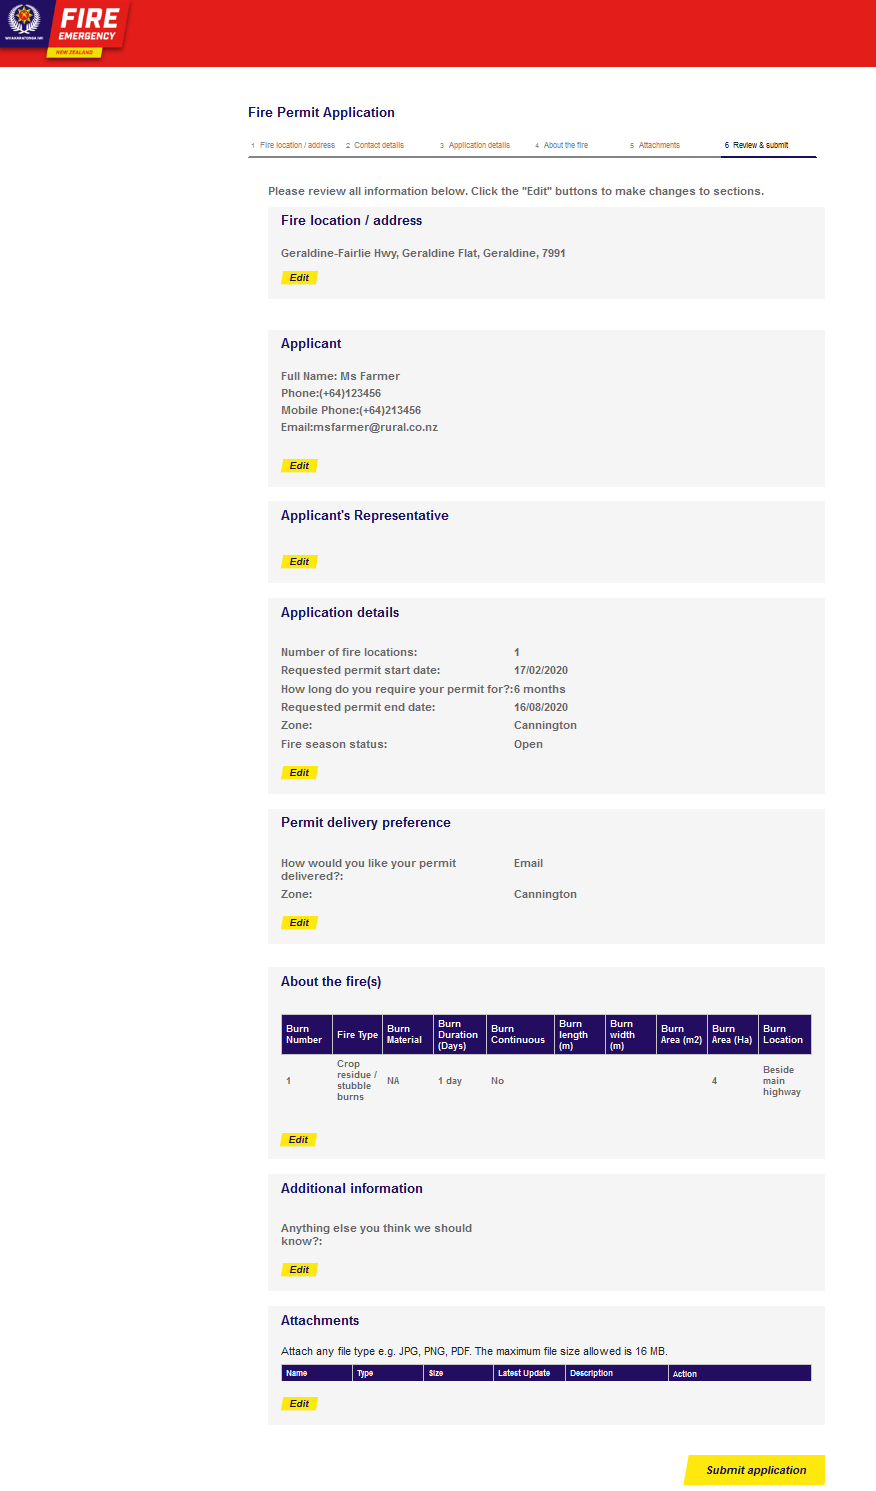 WHAKARATONGA IWI
FIRE
EMERGENCY
NEW ZEALAND
Fire Permit Application
1 Fire location / address 2 Contact details 3 Application details 4 About the fire 5 Attachments 6 Review & submit
Please review all information below. Click the "Edit" buttons to make changes to sections.
Fire location / address
Geraldine-Fairlie Hwy, Geraldine Flat, Geraldine, 7991
Edit
Applicant
Full Name: Ms Farmer
Phone:(+64)123456
Mobile Phone:(+64)213456
Email:msfarmer@rural.co.nz
Edit
Applicant's Representative
Edit
Application details
Number of fire locations: 1
Requested permit start date: 17/02/2020
How long do you require your permit for?:6 months
Requested permit end date: 16/08/2020
Zone: Cannington
Fire season status: Open
Edit
Permit delivery preference
How would you like your permit
delivered?: Email
Zone: Cannington
Edit
About the fire(s)
Burn
Number
Fire Type
Burn
Material
Burn
Duration
(Days)
Burn
Continuous
Burn
length
(m)
Burn
width
(m)
Burn
Area (m2)
Burn
Area (Ha)
Burn
Location
1
Crop
residue /
stubble
burns
NA
1 day
No
4
Beside
main
highway
Edit
Additional information
Anything else you think we should
know?:
Edit
Attachments
Attach any file type e.g. JPG, PNG, PDF. The maximum file size allowed is 16 MB.
Name Type Size Latest Update Description Action
Edit
Submit application